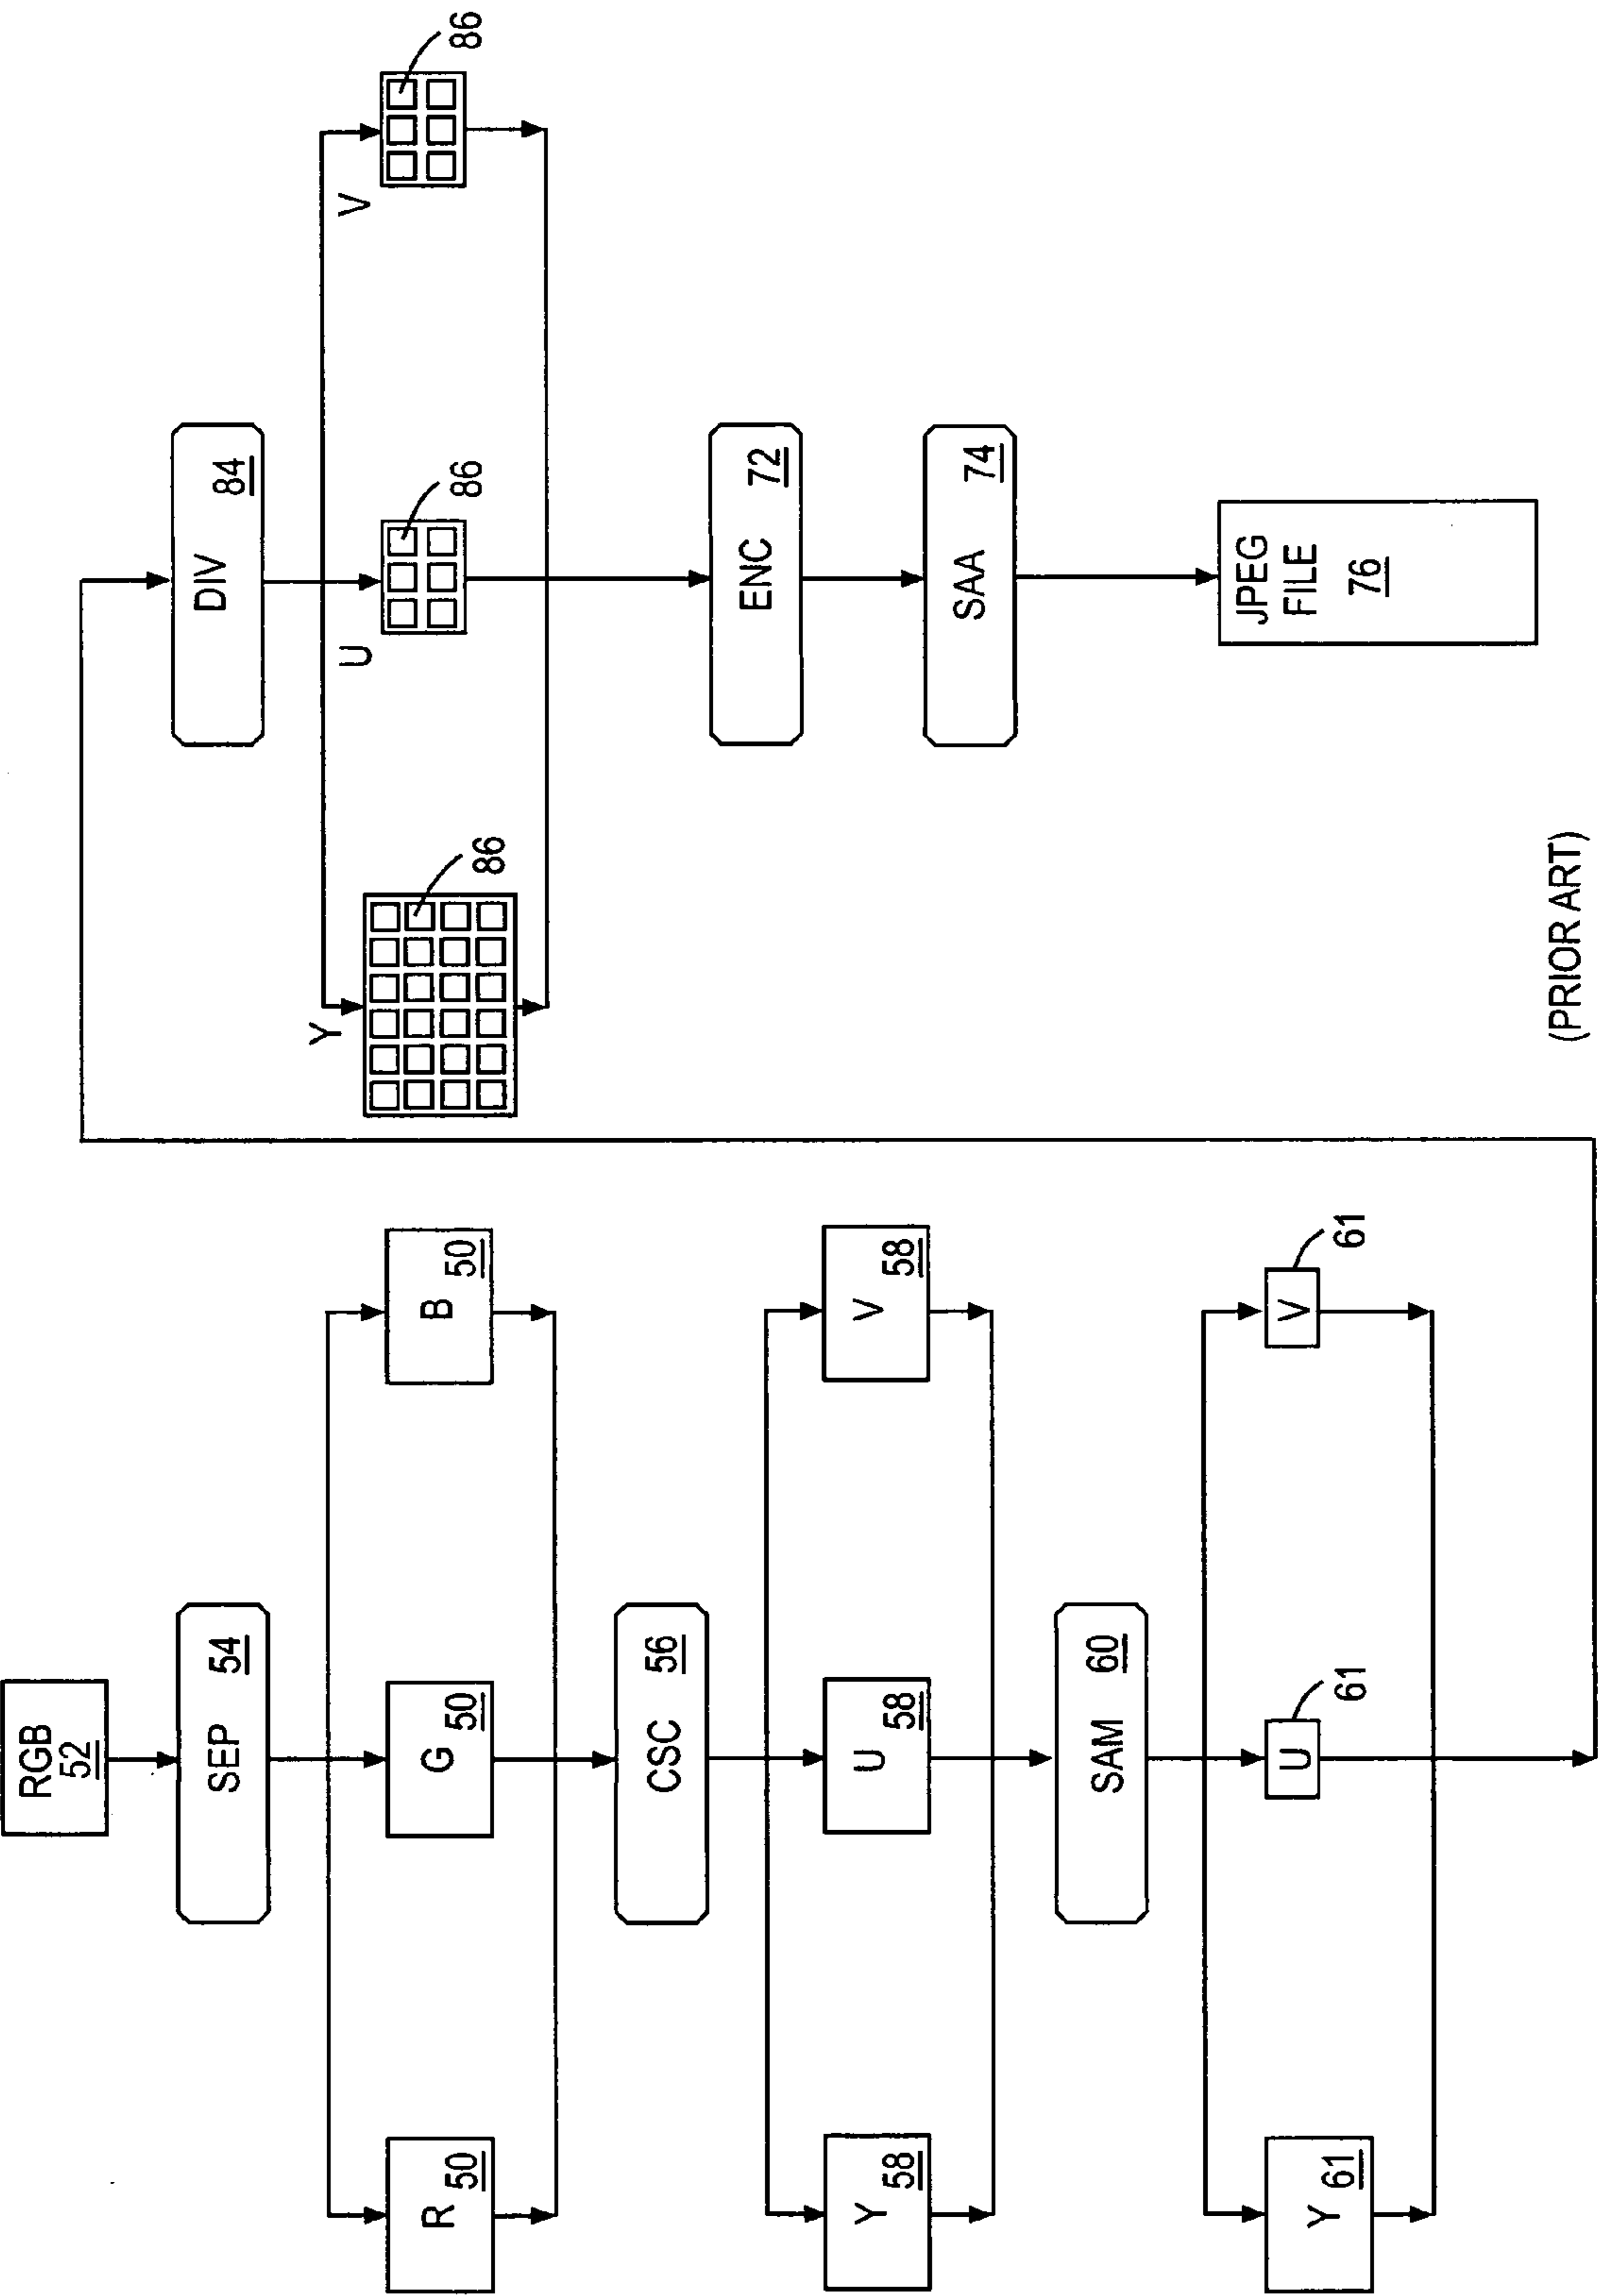 RGB
52
SEP 54
R 50
G 50
B 50
CSC 56
Y 58
U 58
V 58
SAM 60
Y 61
U
61
V
61
DIV 84
Y
86
U
86
V
86
ENC 72
SAA 74
JPEG
FILE
76
(PRIOR ART)